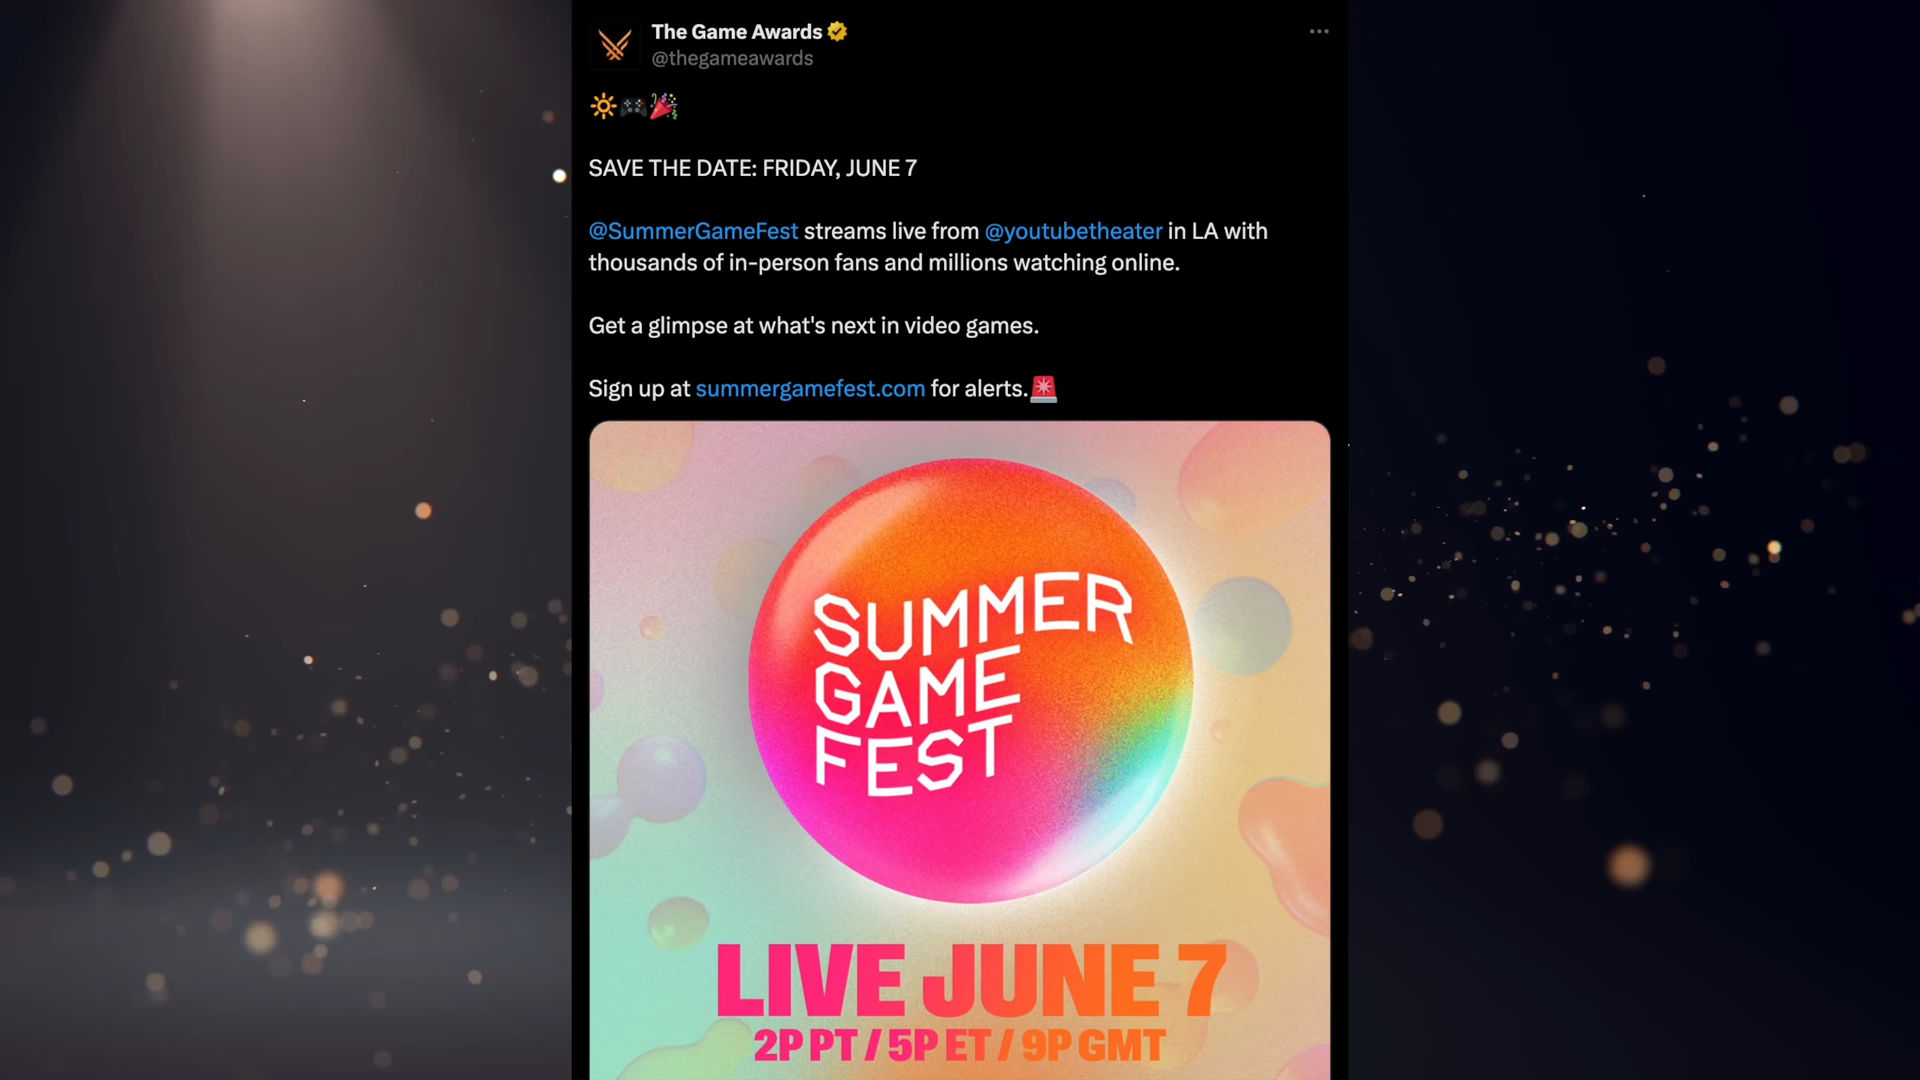 The Game Awards
@thegameawards
SAVE THE DATE: FRIDAY, JUNE 7
@SummerGameFest streams live from @youtubetheater in LA with
thousands of in-person fans and millions watching online.
Get a glimpse at what's next in video games.
Sign up at summergamefest.com for alerts.
SUMMER
GAME
FEST
LIVE JUNE 7
2P PT / 5P ET / 9P GMT